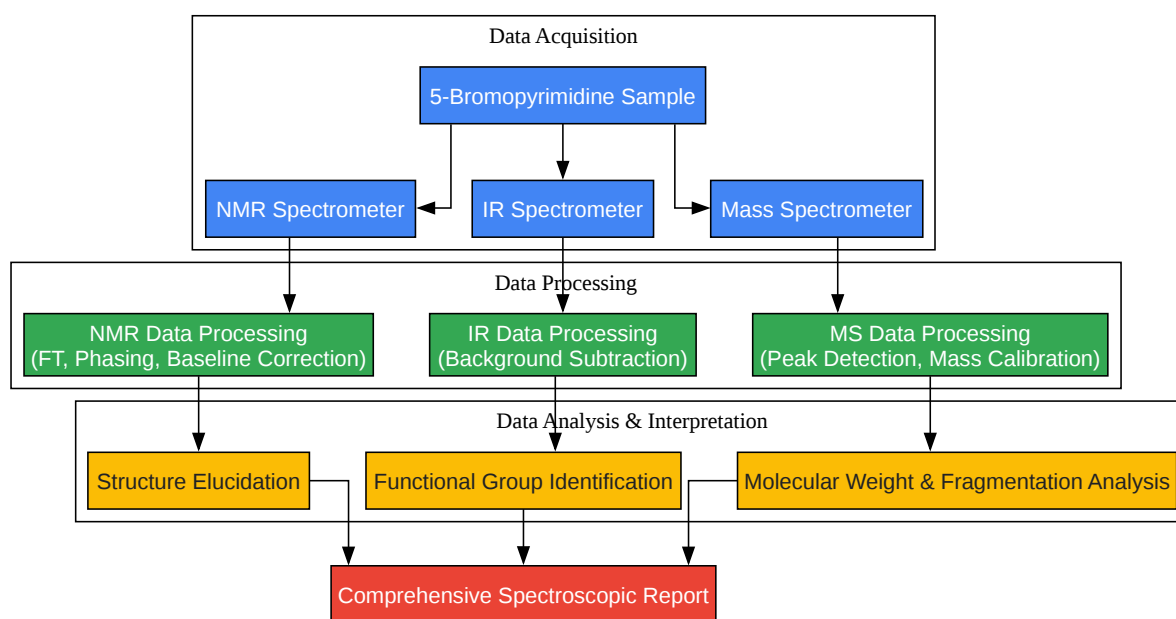 Data Acquisition
5-Bromopyrimidine Sample
NMR Spectrometer
IR Spectrometer
Mass Spectrometer
Data Processing
NMR Data Processing
(FT, Phasing, Baseline Correction)
IR Data Processing
(Background Subtraction)
MS Data Processing
(Peak Detection, Mass Calibration)
Data Analysis & Interpretation
Structure Elucidation
Functional Group Identification
Molecular Weight & Fragmentation Analysis
Comprehensive Spectroscopic Report